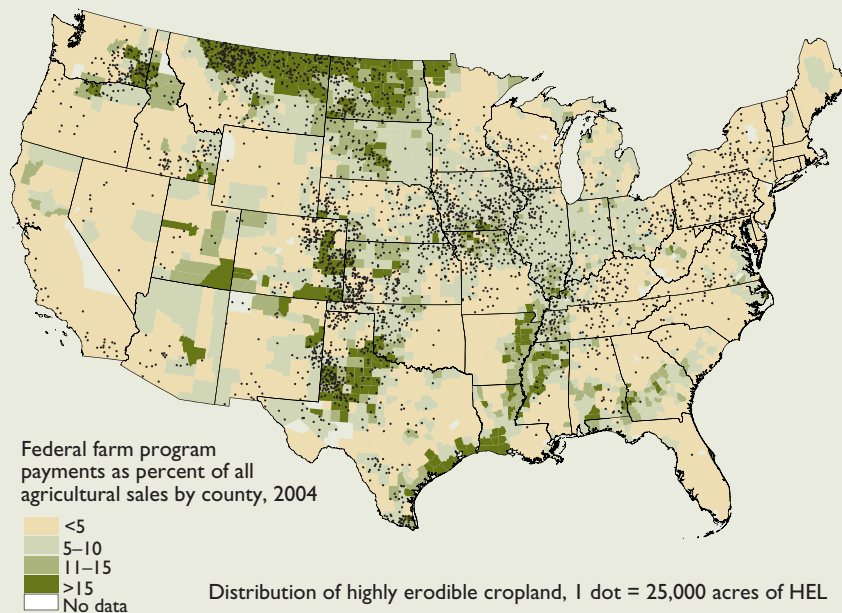 Federal farm program
payments as percent of all
agricultural sales by county, 2004
<5
5–10
11–15
>15
No data
Distribution of highly erodible cropland, 1 dot = 25,000 acres of HEL